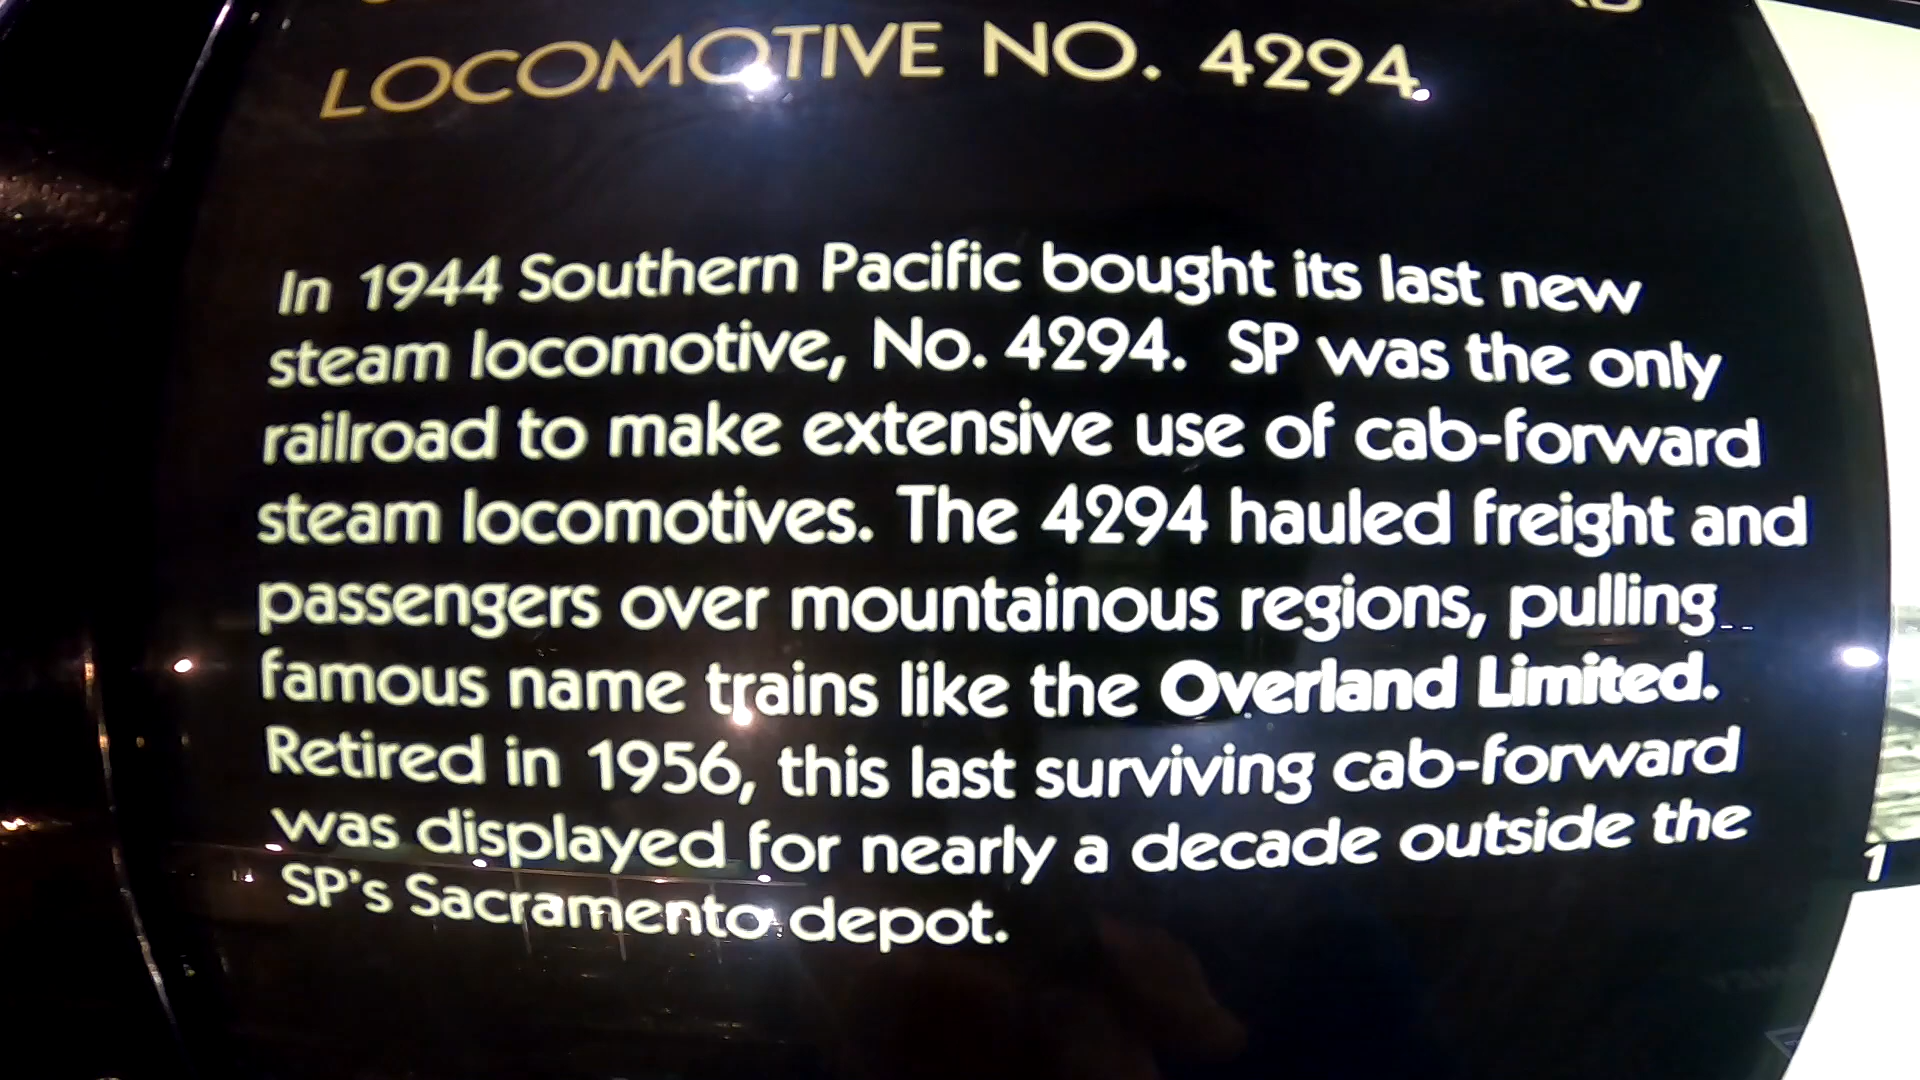 LOCOMOTIVE NO. 4294
In 1944 Southern Pacific bought its last new
steam locomotive, No. 4294. SP was the only
railroad to make extensive use of cab-forward
steam locomotives. The 4294 hauled freight and
passengers over mountainous regions, pulling
famous name trains like the Overland Limited.
Retired in 1956, this last surviving cab-forward
was displayed for nearly a decade outside the
SP's Sacramento depot.
1